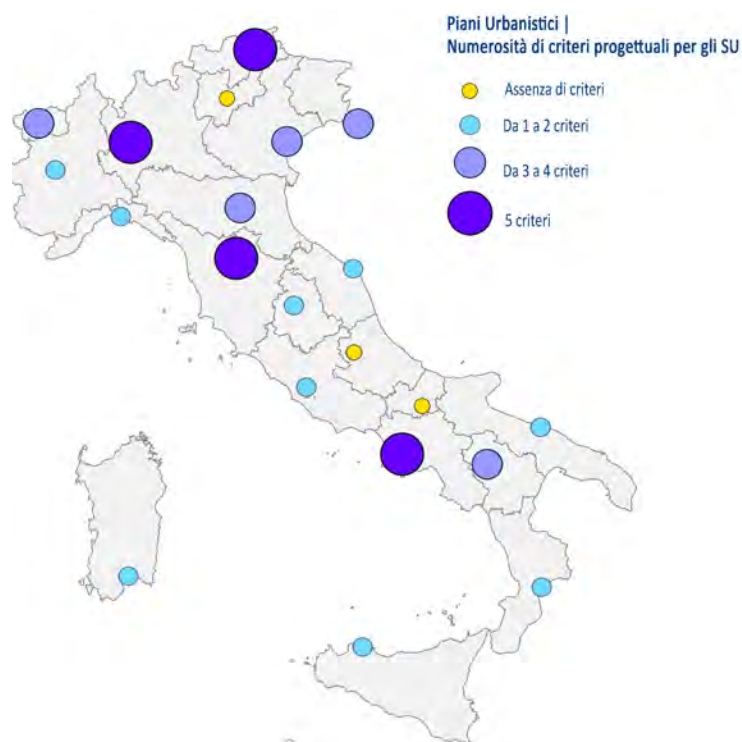 Piani Urbanistici |
Numerosità di criteri progettuali per gli SU
Assenza di criteri
Da 1 a 2 criteri
Da 3 a 4 criteri
5 criteri